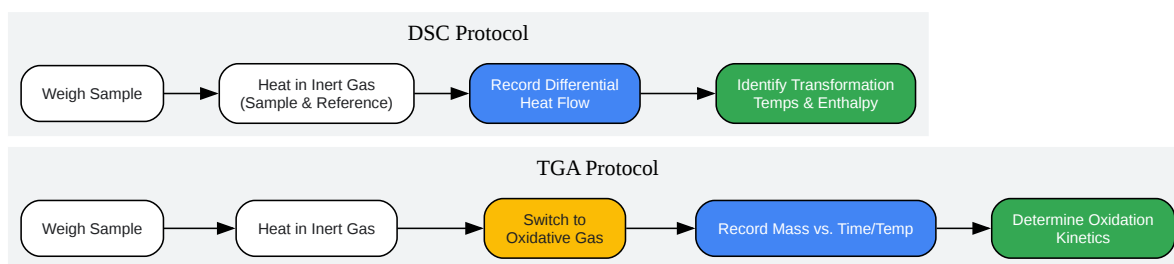 DSC Protocol
Weigh Sample
Heat in Inert Gas
(Sample & Reference)
Record Differential
Heat Flow
Identify Transformation
Temps & Enthalpy
TGA Protocol
Weigh Sample
Heat in Inert Gas
Switch to
Oxidative Gas
Record Mass vs. Time/Temp
Determine Oxidation
Kinetics